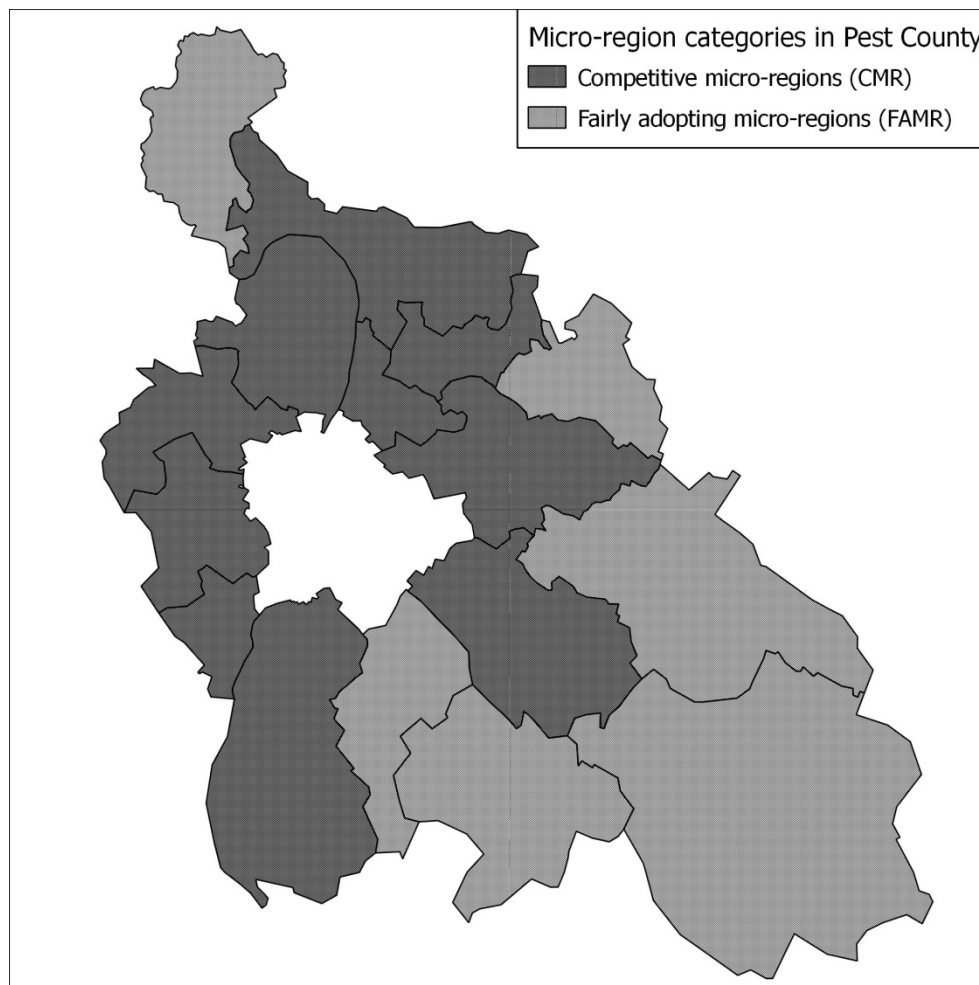 Micro-region categories in Pest County
Competitive micro-regions (CMR)
Fairly adopting micro-regions (FAMR)